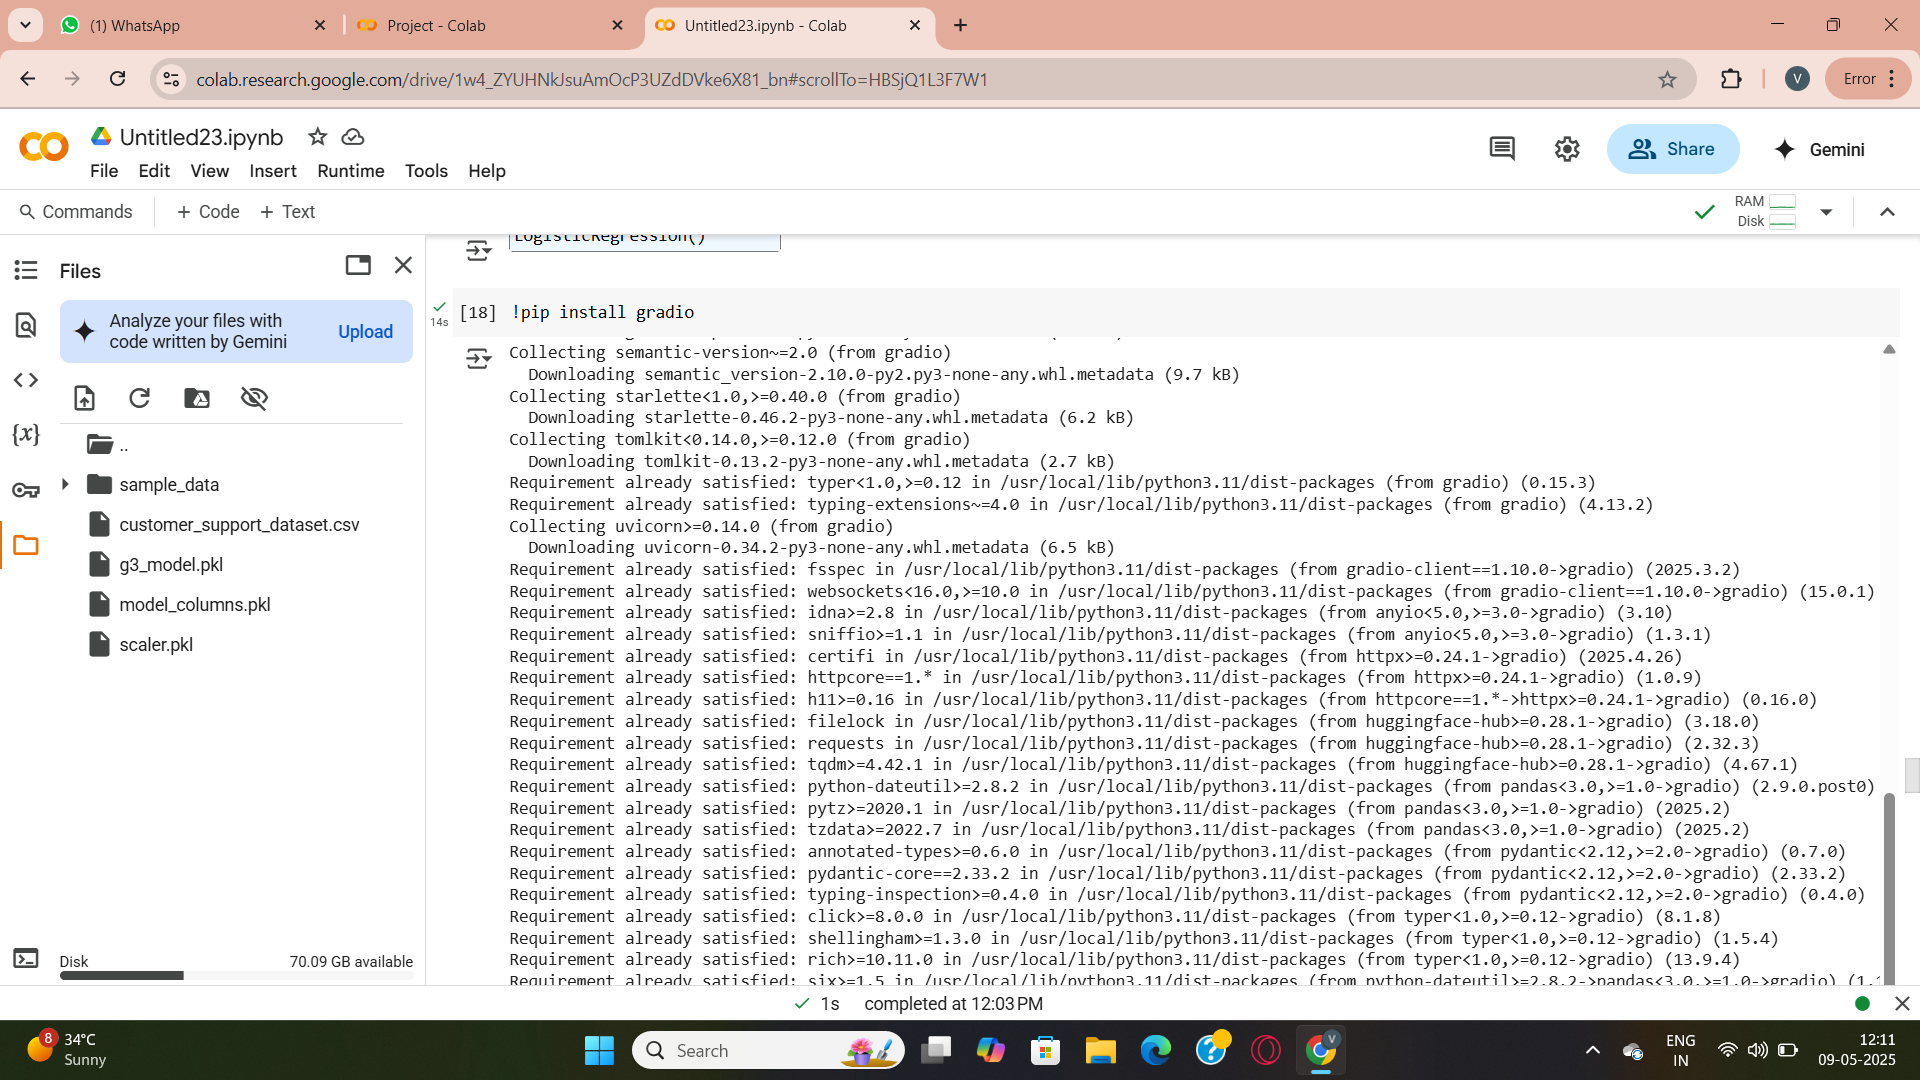 (1) WhatsApp
Project - Colab
Untitled23.ipynb - Colab
colab.research.google.com/drive/1w4_ZYUHNkJsuAmOcP3UZdDVke6X81_bn#scrollTo=HBSjQ1L3F7W1
V
Error
Untitled23.ipynb
Share
Gemini
File Edit View Insert Runtime Tools Help
Commands
+ Code + Text
RAM
Disk
Files
Analyze your files with
code written by Gemini
Upload
..
sample_data
customer_support_dataset.csv
g3_model.pkl
model_columns.pkl
scaler.pkl
Disk
70.09 GB available
LogisticRegression()
14s
[18] !pip install gradio
Collecting semantic-version~=2.0 (from gradio)
Downloading semantic_version-2.10.0-py2.py3-none-any.whl.metadata (9.7 kB)
Collecting starlette<1.0,>=0.40.0 (from gradio)
Downloading starlette-0.46.2-py3-none-any.whl.metadata (6.2 kB)
Collecting tomlkit<0.14.0,>=0.12.0 (from gradio)
Downloading tomlkit-0.13.2-py3-none-any.whl.metadata (2.7 kB)
Requirement already satisfied: typer<1.0,>=0.12 in /usr/local/lib/python3.11/dist-packages (from gradio) (0.15.3)
Requirement already satisfied: typing-extensions~=4.0 in /usr/local/lib/python3.11/dist-packages (from gradio) (4.13.2)
Collecting uvicorn>=0.14.0 (from gradio)
Downloading uvicorn-0.34.2-py3-none-any.whl.metadata (6.5 kB)
Requirement already satisfied: fsspec in /usr/local/lib/python3.11/dist-packages (from gradio-client==1.10.0->gradio) (2025.3.2)
Requirement already satisfied: websockets<16.0,>=10.0 in /usr/local/lib/python3.11/dist-packages (from gradio-client==1.10.0->gradio) (15.0.1)
Requirement already satisfied: idna>=2.8 in /usr/local/lib/python3.11/dist-packages (from anyio<5.0,>=3.0->gradio) (3.10)
Requirement already satisfied: sniffio>=1.1 in /usr/local/lib/python3.11/dist-packages (from anyio<5.0,>=3.0->gradio) (1.3.1)
Requirement already satisfied: certifi in /usr/local/lib/python3.11/dist-packages (from httpx>=0.24.1->gradio) (2025.4.26)
Requirement already satisfied: httpcore==1.* in /usr/local/lib/python3.11/dist-packages (from httpx>=0.24.1->gradio) (1.0.9)
Requirement already satisfied: h11>=0.16 in /usr/local/lib/python3.11/dist-packages (from httpcore==1.*->httpx>=0.24.1->gradio) (0.16.0)
Requirement already satisfied: filelock in /usr/local/lib/python3.11/dist-packages (from huggingface-hub>=0.28.1->gradio) (3.18.0)
Requirement already satisfied: requests in /usr/local/lib/python3.11/dist-packages (from huggingface-hub>=0.28.1->gradio) (2.32.3)
Requirement already satisfied: tqdm>=4.42.1 in /usr/local/lib/python3.11/dist-packages (from huggingface-hub>=0.28.1->gradio) (4.67.1)
Requirement already satisfied: python-dateutil>=2.8.2 in /usr/local/lib/python3.11/dist-packages (from pandas<3.0,>=1.0->gradio) (2.9.0.post0)
Requirement already satisfied: pytz>=2020.1 in /usr/local/lib/python3.11/dist-packages (from pandas<3.0,>=1.0->gradio) (2025.2)
Requirement already satisfied: tzdata>=2022.7 in /usr/local/lib/python3.11/dist-packages (from pandas<3.0,>=1.0->gradio) (2025.2)
Requirement already satisfied: annotated-types>=0.6.0 in /usr/local/lib/python3.11/dist-packages (from pydantic<2.12,>=2.0->gradio) (0.7.0)
Requirement already satisfied: pydantic-core==2.33.2 in /usr/local/lib/python3.11/dist-packages (from pydantic<2.12,>=2.0->gradio) (2.33.2)
Requirement already satisfied: typing-inspection>=0.4.0 in /usr/local/lib/python3.11/dist-packages (from pydantic<2.12,>=2.0->gradio) (0.4.0)
Requirement already satisfied: click>=8.0.0 in /usr/local/lib/python3.11/dist-packages (from typer<1.0,>=0.12->gradio) (8.1.8)
Requirement already satisfied: shellingham>=1.3.0 in /usr/local/lib/python3.11/dist-packages (from typer<1.0,>=0.12->gradio) (1.5.4)
Requirement already satisfied: rich>=10.11.0 in /usr/local/lib/python3.11/dist-packages (from typer<1.0,>=0.12->gradio) (13.9.4)
Requirement already satisfied: six>=1.5 in /usr/local/lib/python3.11/dist-packages (from python-dateutil>=2.8.2->pandas<3.0,>=1.0->gradio)
1s completed at 12:03 PM
8
34°C
Sunny
Search
V
ENG
IN
12:11
09-05-2025